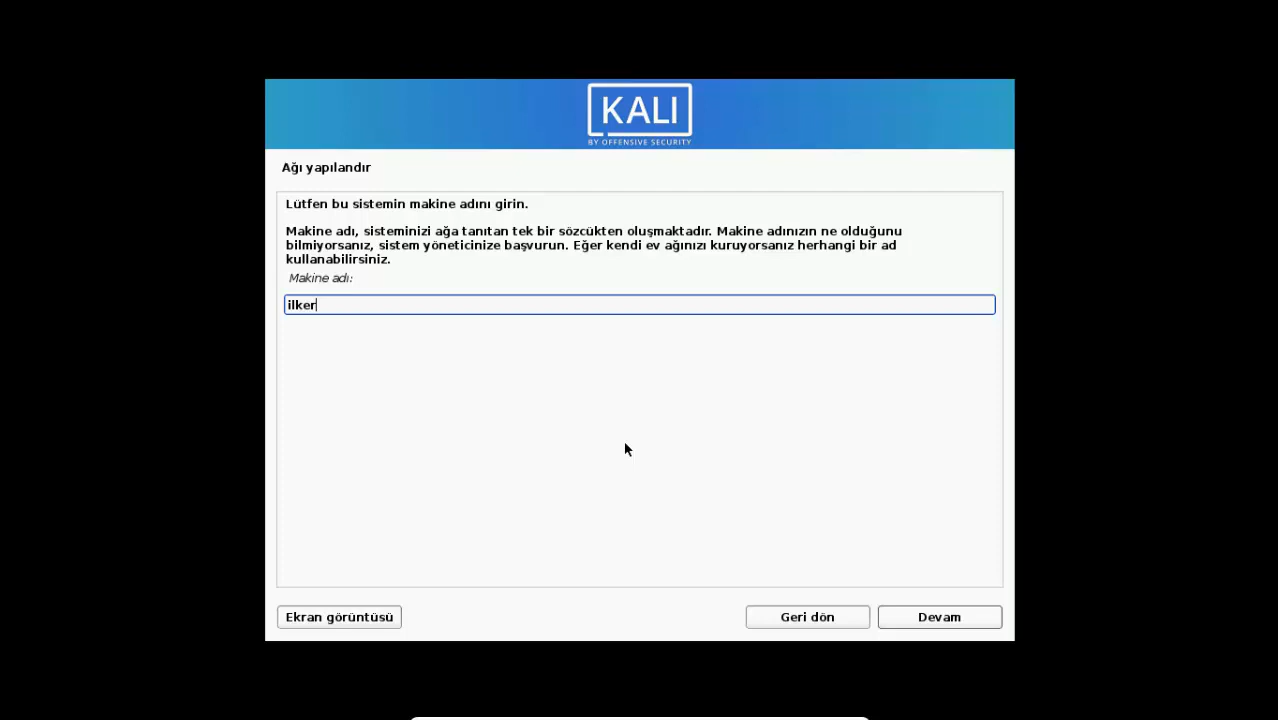 KALI
BY OFFENSIVE SECURITY
Ağı yapılandır
Lütfen bu sistemin makine adını girin.
Makine adı, sisteminizi ağa tanıtan tek bir sözcükten oluşmaktadır. Makine adınızın ne olduğunu
bilmiyorsanız, sistem yöneticinize başvurun. Eğer kendi ev ağınızı kuruyorsanız herhangi bir ad
kullanabilirsiniz.
Makine adı:
ilker
Ekran görüntüsü
Geri dön
Devam